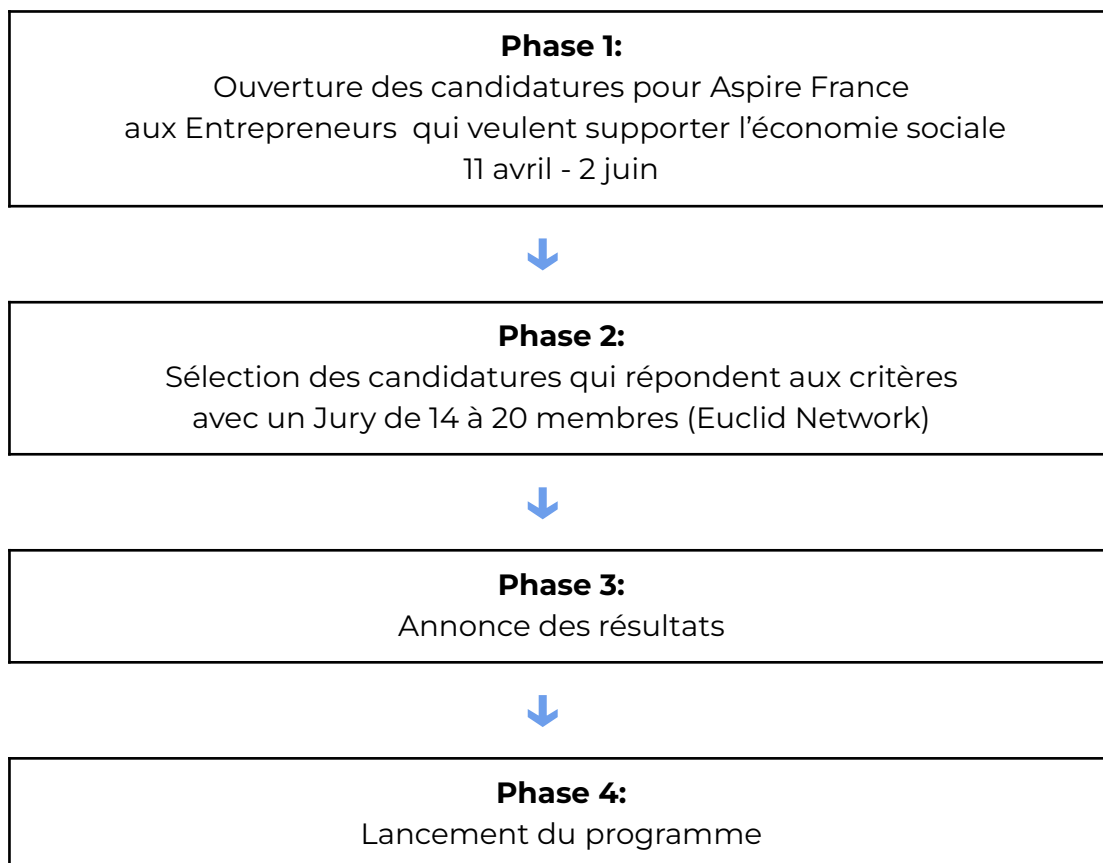 Phase 1:
Ouverture des candidatures pour Aspire France
aux Entrepreneurs qui veulent supporter l’économie sociale
11 avril - 2 juin
Phase 2:
Sélection des candidatures qui répondent aux critères
avec un Jury de 14 à 20 membres (Euclid Network)
Phase 3:
Annonce des résultats
Phase 4:
Lancement du programme